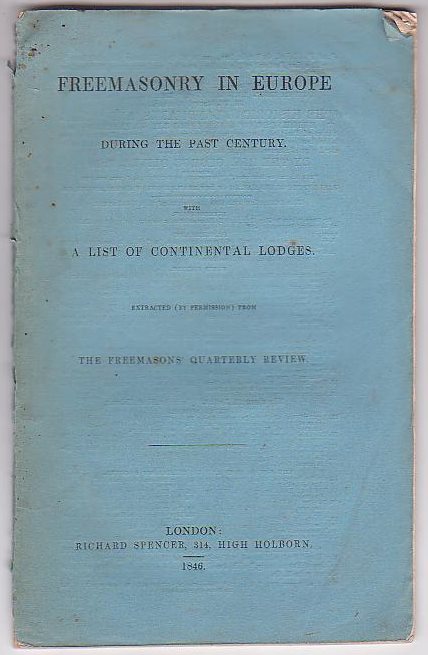 FREEMASONRY IN EUROPE
DURING THE PAST CENTURY.
WITH
A LIST OF CONTINENTAL LODGES.
EXTRACTED (BY PERMISSION) FROM
THE FREEMASONS' QUARTERLY REVIEW.
LONDON:
RICHARD SPENCER, 314, HIGH HOLBORN.
1846.